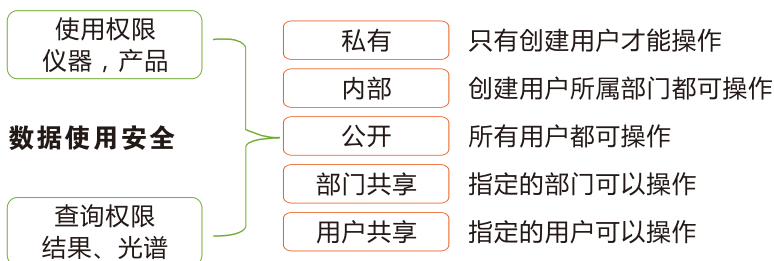 使用权限
仪器，产品
数据使用安全
查询权限
结果、光谱
私有 只有创建用户才能操作
内部 创建用户所属部门都可操作
公开 所有用户都可操作
部门共享 指定的部门可以操作
用户共享 指定的用户可以操作